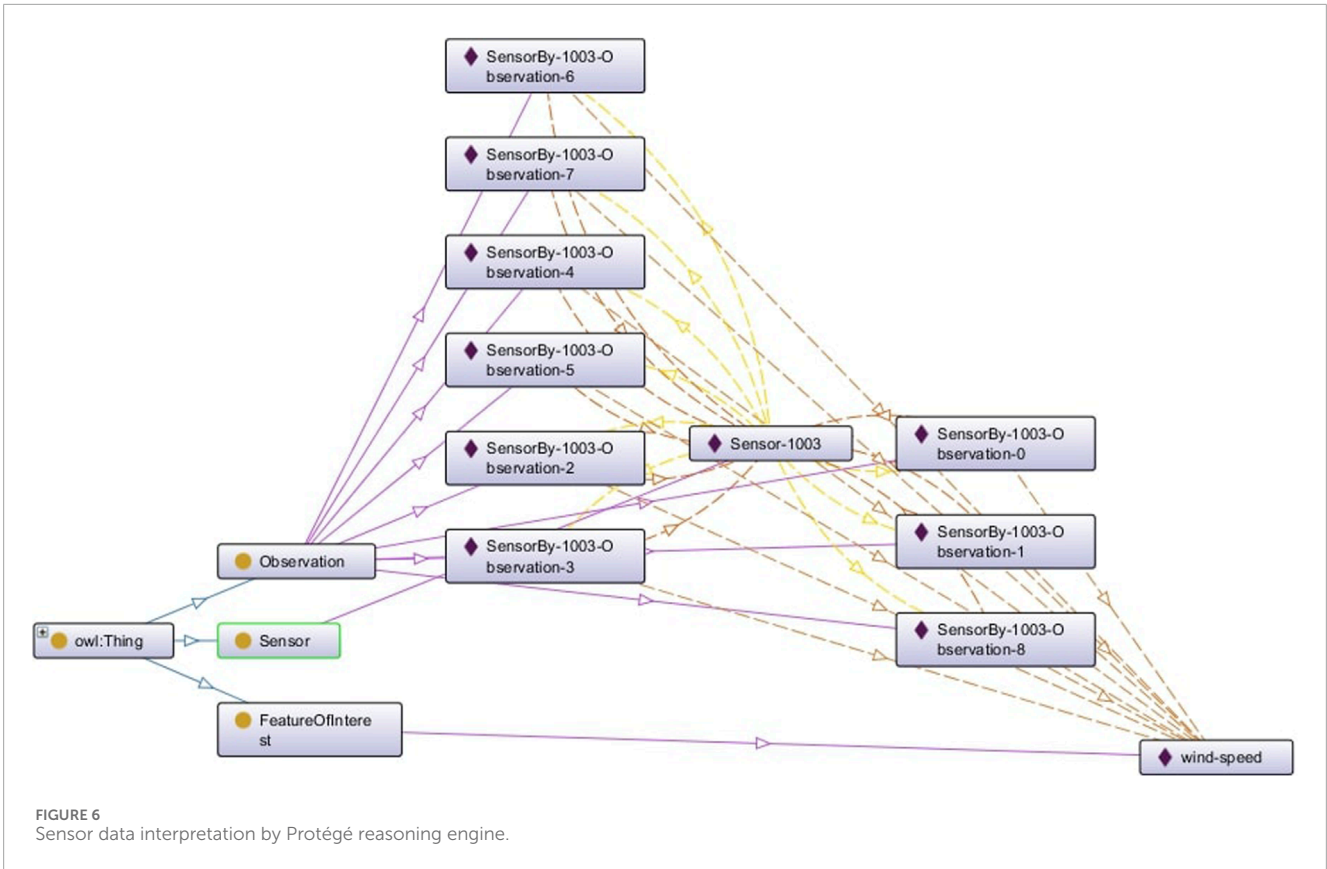 SensorBy-1003-O
bservation-6
SensorBy-1003-O
bservation-7
SensorBy-1003-O
bservation-4
SensorBy-1003-O
bservation-5
SensorBy-1003-O
bservation-2
SensorBy-1003-O
bservation-3
Sensor-1003
SensorBy-1003-O
bservation-0
SensorBy-1003-O
bservation-1
SensorBy-1003-O
bservation-8
Observation
owl:Thing
Sensor
FeatureOfIntere
st
wind-speed
FIGURE 6
Sensor data interpretation by Protégé reasoning engine.